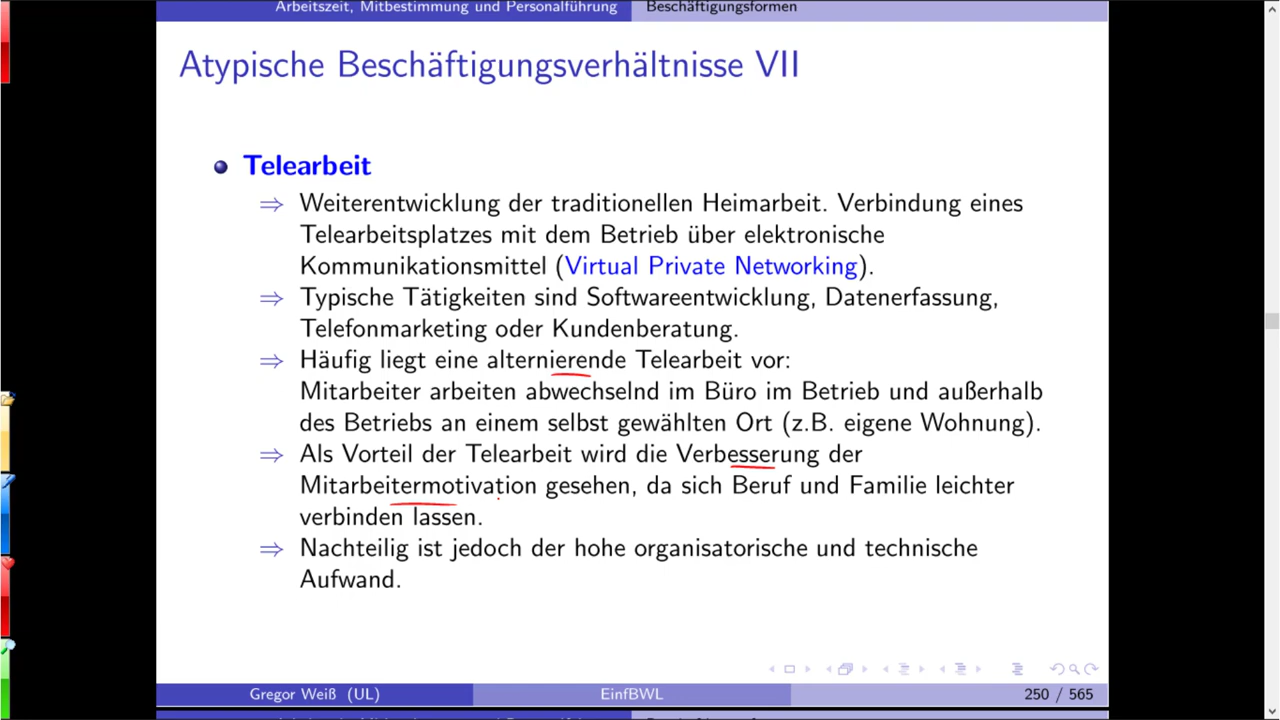 Arbeitszeit, Mitbestimmung und Personalführung Beschäftigungsformen
Atypische Beschäftigungsverhältnisse VII
Telearbeit
⇒ Weiterentwicklung der traditionellen Heimarbeit. Verbindung eines
Telearbeitsplatzes mit dem Betrieb über elektronische
Kommunikationsmittel (Virtual Private Networking).
⇒ Typische Tätigkeiten sind Softwareentwicklung, Datenerfassung,
Telefonmarketing oder Kundenberatung.
⇒ Häufig liegt eine alternierende Telearbeit vor:
Mitarbeiter arbeiten abwechselnd im Büro im Betrieb und außerhalb
des Betriebs an einem selbst gewählten Ort (z.B. eigene Wohnung).
⇒ Als Vorteil der Telearbeit wird die Verbesserung der
Mitarbeitermotivation gesehen, da sich Beruf und Familie leichter
verbinden lassen.
⇒ Nachteilig ist jedoch der hohe organisatorische und technische
Aufwand.
Gregor Weiß (UL) EinfBWL 250 / 565